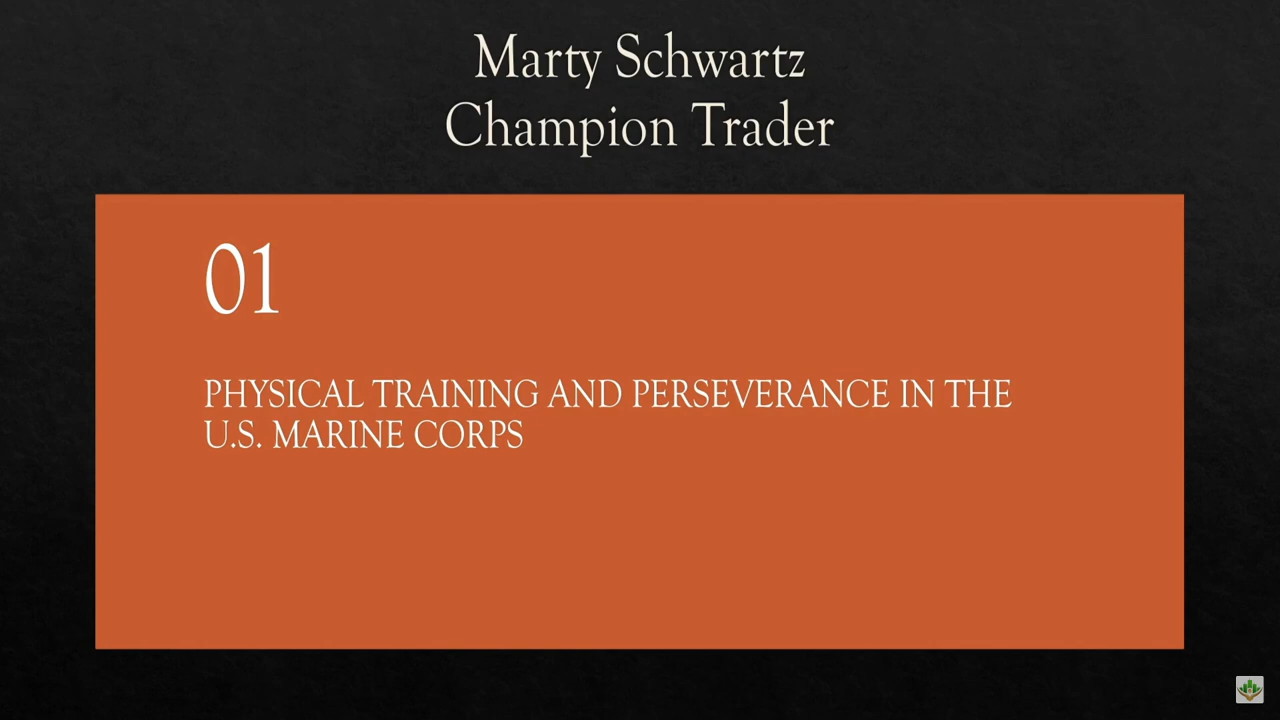 Marty Schwartz
Champion Trader
01
PHYSICAL TRAINING AND PERSEVERANCE IN THE
U.S. MARINE CORPS